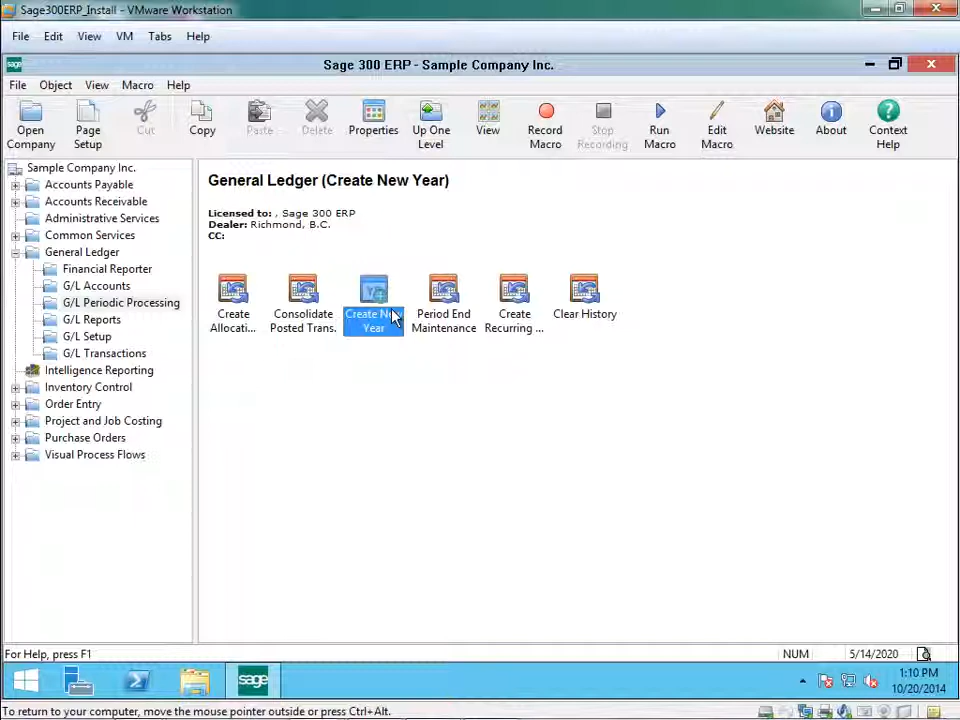 Sage300ERP_Install - VMware Workstation
File Edit View VM Tabs Help
sage Sage 300 ERP - Sample Company Inc.
File Object View Macro Help
Open Company Page Setup Cut Copy Paste Delete Properties Up One Level View Record Macro Stop Recording Run Macro Edit Macro Website About Context Help
Sample Company Inc.
Accounts Payable
Accounts Receivable
Administrative Services
Common Services
General Ledger
Financial Reporter
G/L Accounts
G/L Periodic Processing
G/L Reports
G/L Setup
G/L Transactions
Intelligence Reporting
Inventory Control
Order Entry
Project and Job Costing
Purchase Orders
Visual Process Flows
General Ledger (Create New Year)
Licensed to: , Sage 300 ERP
Dealer: Richmond, B.C.
CC:
Create Consolidate Create New Period End Create Clear History
Allocati... Posted Trans. Year Maintenance Recurring ...
For Help, press F1 NUM 5/14/2020
sage 1:10 PM
10/20/2014
To return to your computer, move the mouse pointer outside or press Ctrl+Alt.